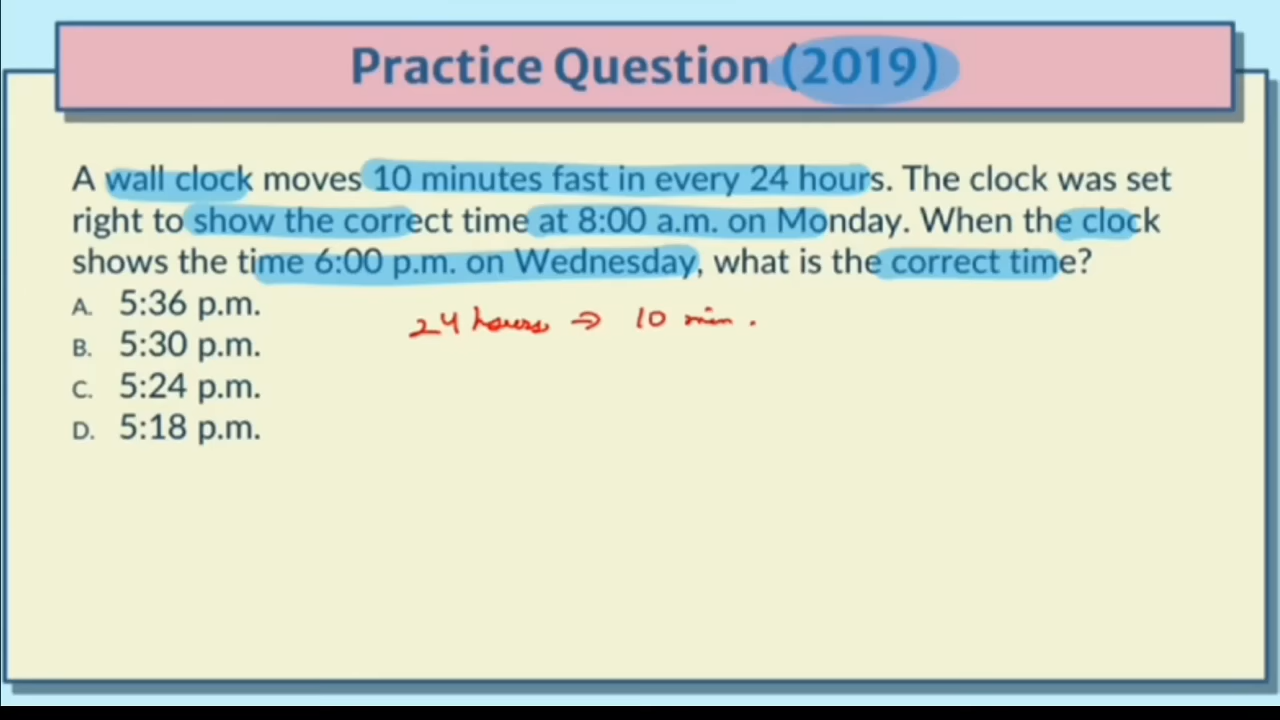 Practice Question (2019)
A wall clock moves 10 minutes fast in every 24 hours. The clock was set
right to show the correct time at 8:00 a.m. on Monday. When the clock
shows the time 6:00 p.m. on Wednesday, what is the correct time?
A. 5:36 p.m.
24 hours ⇒ 10 min.
B. 5:30 p.m.
C. 5:24 p.m.
D. 5:18 p.m.